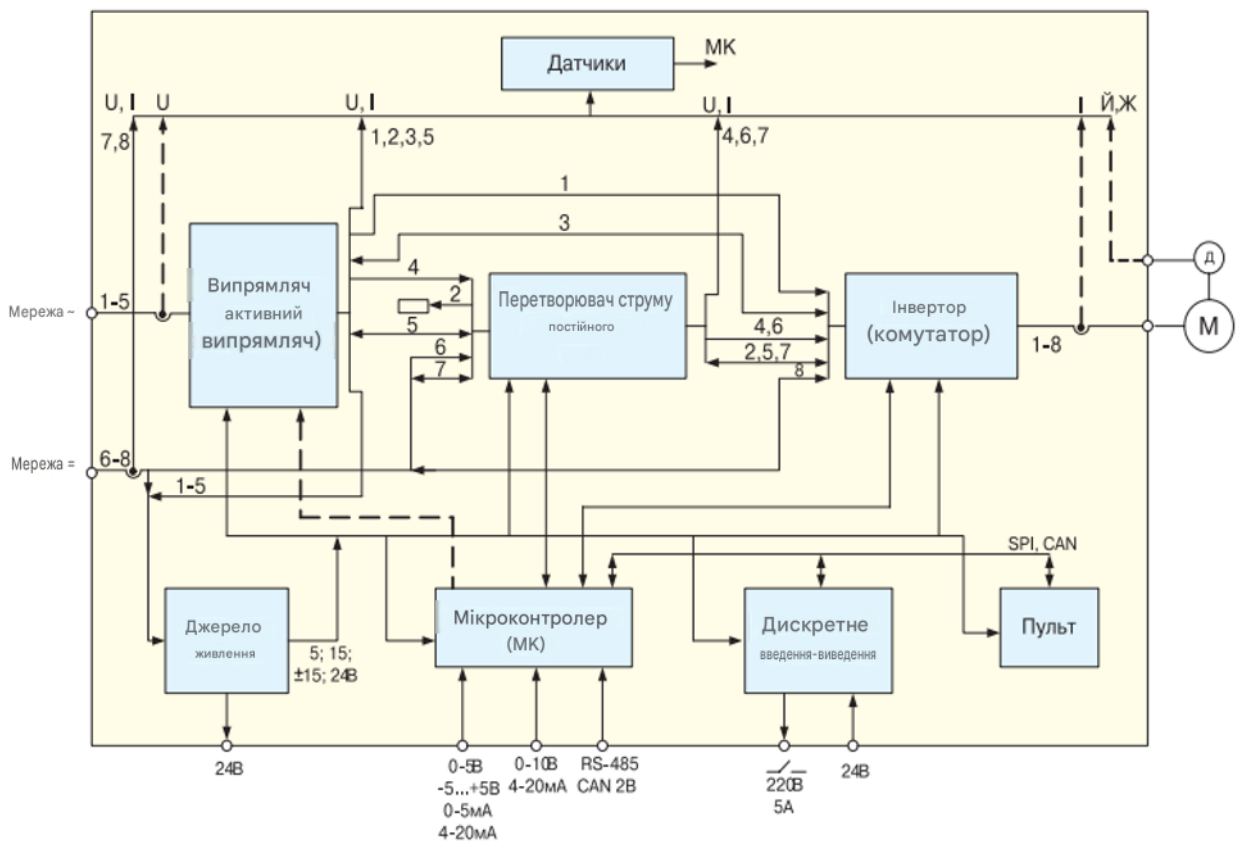 Датчики
МК
U, I
U
U, I
U, I
I
Й,Ж
7,8
1,2,3,5
4,6,7
1
3
Д
Випрямляч
активний
випрямляч)
4
2
5
6
7
Перетворювач струму
постійного
4,6
2,5,7
8
Інвертор
(комутатор)
М
Мережа ~
1-5
1-8
Мережа =
6-8
1-5
SPI, CAN
Джерело
живлення
5; 15;
±15; 24В
Мікроконтролер
(МК)
Дискретне
введення-виведення
Пульт
24В
0-5В
-5...+5В
0-5мА
4-20мА
0-10В
4-20мА
RS-485
CAN 2В
220В
5А
24В